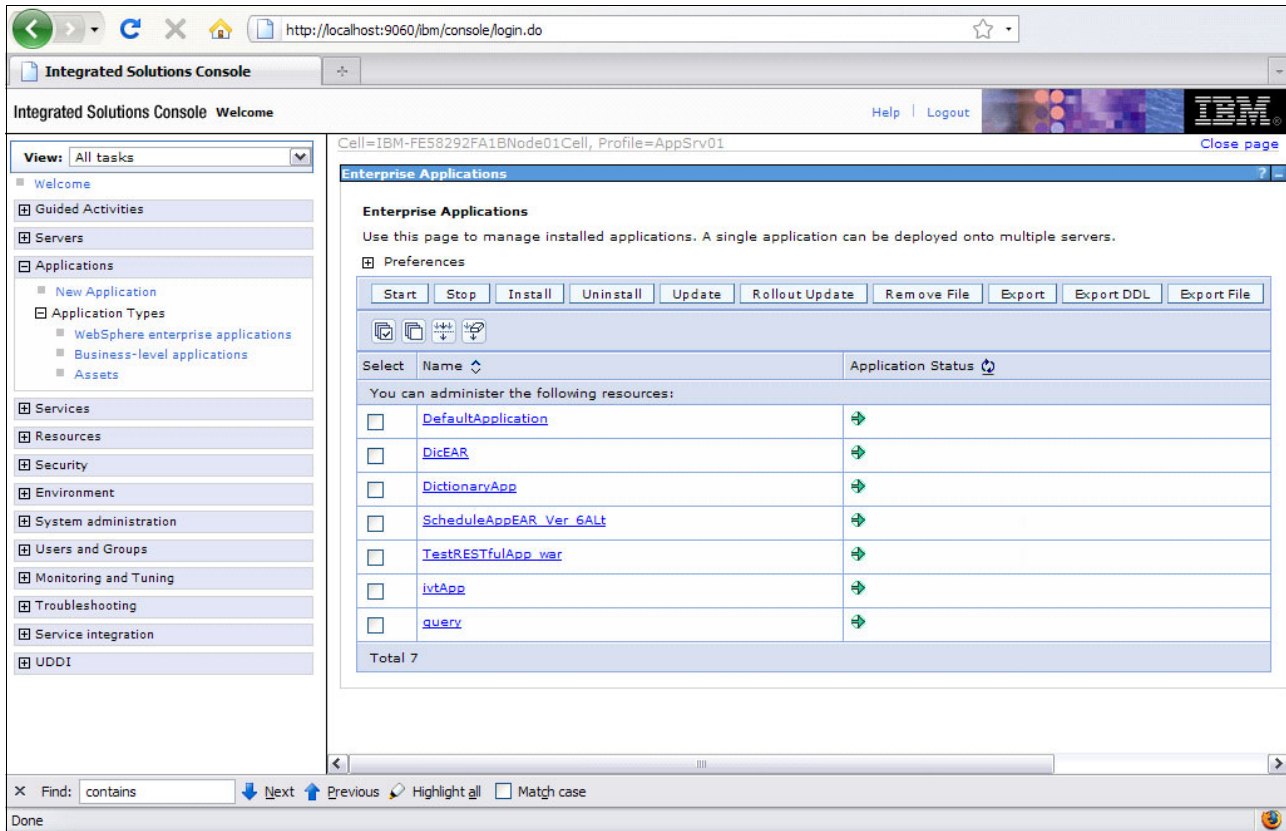 http://localhost:9060/ibm/console/login.do
Integrated Solutions Console
Integrated Solutions Console Welcome
Help | Logout
IBM®
View: All tasks
Cell=IBM-FE58292FA1BNode01Cell, Profile=AppSrv01
Close page
Welcome
Guided Activities
Servers
Applications
New Application
Application Types
WebSphere enterprise applications
Business-level applications
Assets
Services
Resources
Security
Environment
System administration
Users and Groups
Monitoring and Tuning
Troubleshooting
Service integration
UDDI
Enterprise Applications
?
Enterprise Applications
Use this page to manage installed applications. A single application can be deployed onto multiple servers.
Preferences
Start Stop Install Uninstall Update Rollout Update Remove File Export Export DDL Export File
Select Name Application Status
You can administer the following resources:
DefaultApplication
DicEAR
DictionaryApp
ScheduleAppEAR_Ver_6ALt
TestRESTfulApp_war
ivtApp
query
Total 7
Find: contains Next Previous Highlight all Match case
Done